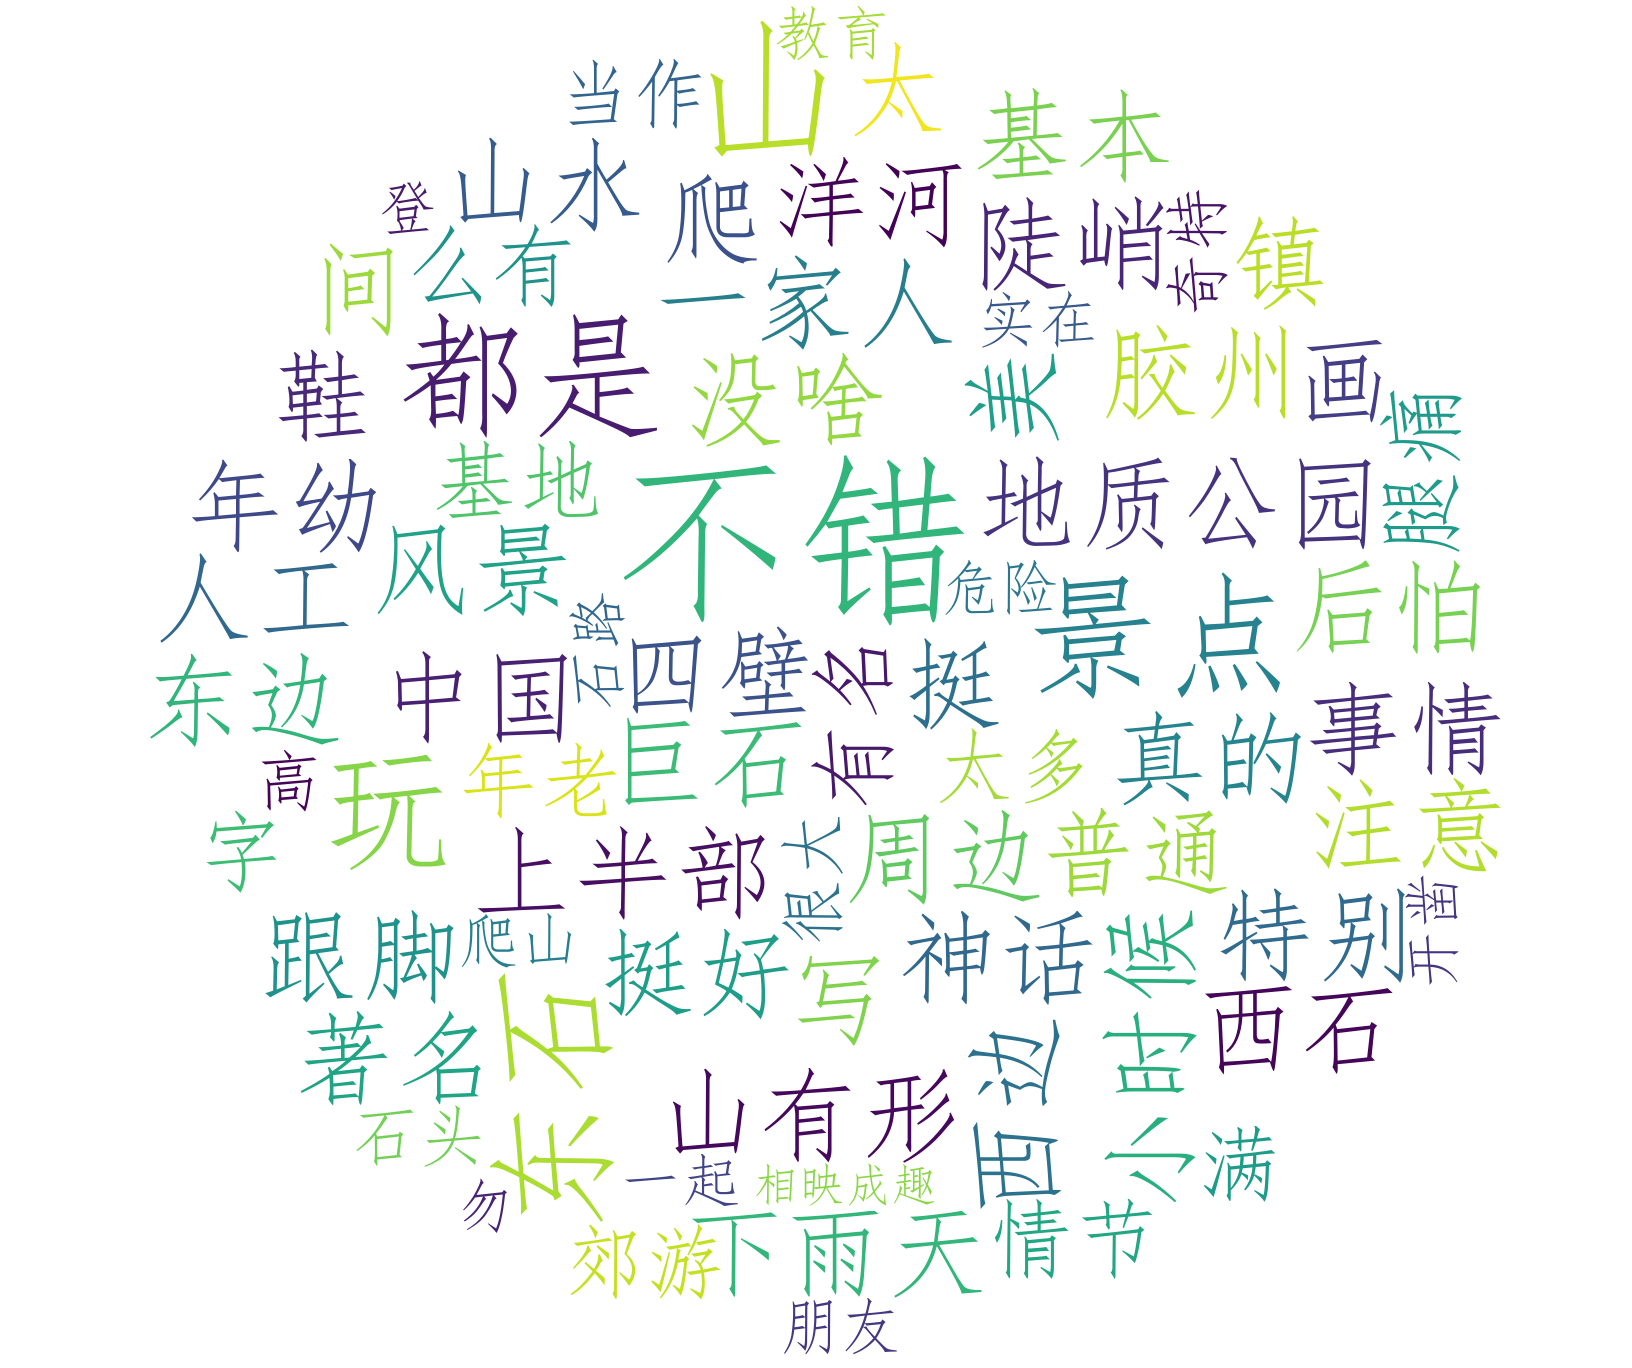 教育
山
太
当作
基本
山水
爬
洋河
登
陡峭
奇特
镇
间
么有
一家人
实在
都是
鞋
没啥
美
胶州
画
腿痛
年幼
基地
不错
地质公园
人工
风景
危险
景点
后怕
石路
东边
中国
四壁
有名
挺
事情
高
玩
年老
巨石
太多
真的
注意
字
上半部
很大
周边
普通
跟脚
爬山
挺好
写
神话
时候
特别
开凿
著名
东石
西边
西石
石头
山有形
小满
勿
一起
相映成趣
郊游
下雨天
情节
朋友